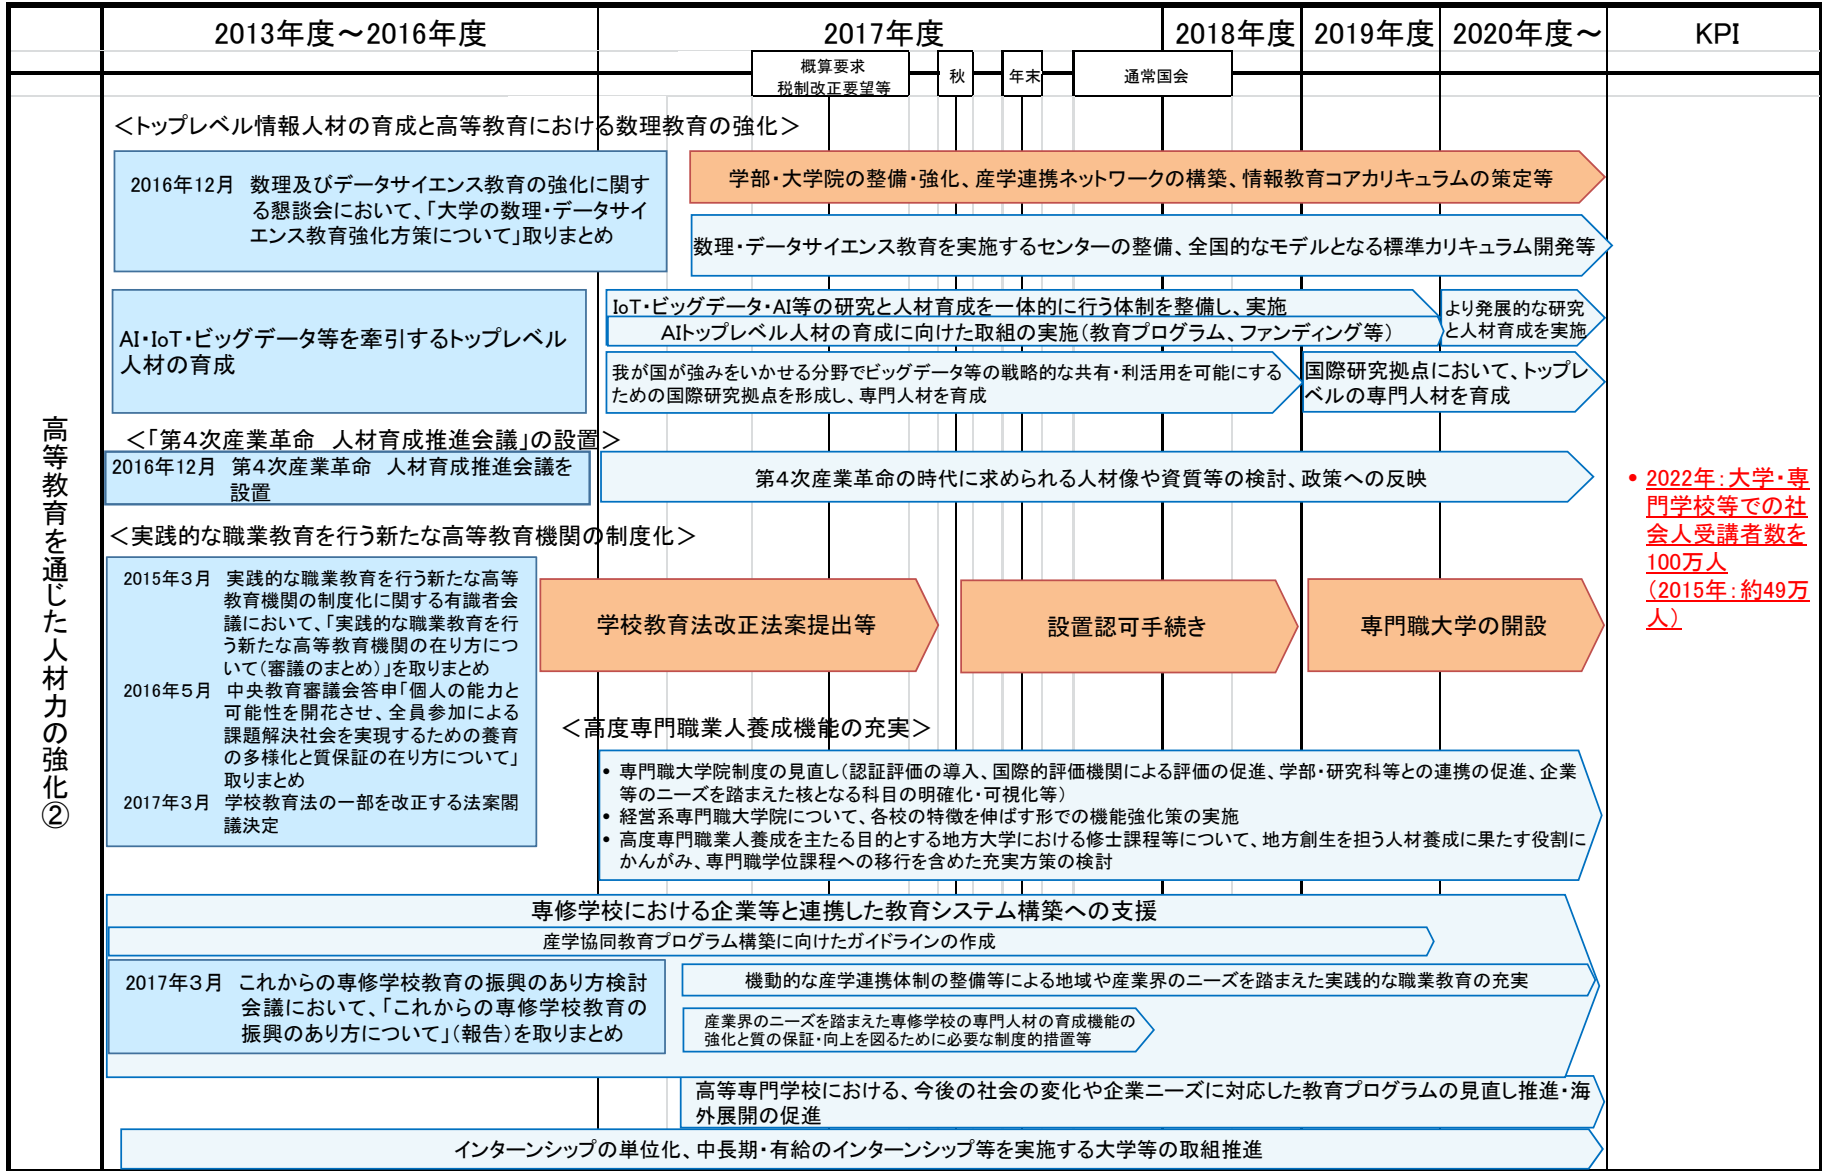 2013年度～2016年度
2017年度
2018年度
2019年度
2020年度～
KPI
概算要求
税制改正要望等
秋
年末
通常国会
高等教育を通じた人材力の強化②
＜トップレベル情報人材の育成と高等教育における数理教育の強化＞
2016年12月 数理及びデータサイエンス教育の強化に関す
る懇談会において、「大学の数理・データサイ
エンス教育強化方策について」取りまとめ
学部・大学院の整備・強化、産学連携ネットワークの構築、情報教育コアカリキュラムの策定等
数理・データサイエンス教育を実施するセンターの整備、全国的なモデルとなる標準カリキュラム開発等
AI・IoT・ビッグデータ等を牽引するトップレベル
人材の育成
IoT・ビッグデータ・AI等の研究と人材育成を一体的に行う体制を整備し、実施
AIトップレベル人材の育成に向けた取組の実施（教育プログラム、ファンディング等）
より発展的な研究
と人材育成を実施
我が国が強みをいかせる分野でビッグデータ等の戦略的な共有・利活用を可能にする
ための国際研究拠点を形成し、専門人材を育成
国際研究拠点において、トップレ
ベルの専門人材を育成
＜「第４次産業革命　人材育成推進会議」の設置＞
2016年12月 第４次産業革命　人材育成推進会議を
設置
第４次産業革命の時代に求められる人材像や資質等の検討、政策への反映
＜実践的な職業教育を行う新たな高等教育機関の制度化＞
2015年３月 実践的な職業教育を行う新たな高等
教育機関の制度化に関する有識者会
議において、「実践的な職業教育を行
う新たな高等教育機関の在り方につ
いて（審議のまとめ）」を取りまとめ
2016年５月 中央教育審議会答申「個人の能力と
可能性を開花させ、全員参加による
課題解決社会を実現するための養育
の多様化と質保証の在り方について」
取りまとめ
2017年３月 学校教育法の一部を改正する法案閣
議決定
学校教育法改正法案提出等
設置認可手続き
専門職大学の開設
＜高度専門職業人養成機能の充実＞
• 専門職大学院制度の見直し（認証評価の導入、国際的評価機関による評価の促進、学部・研究科等との連携の促進、企業
等のニーズを踏まえた核となる科目の明確化・可視化等）
• 経営系専門職大学院について、各校の特徴を伸ばす形での機能強化策の実施
• 高度専門職業人養成を主たる目的とする地方大学における修士課程等について、地方創生を担う人材養成に果たす役割に
かんがみ、専門職学位課程への移行を含めた充実方策の検討
専修学校における企業等と連携した教育システム構築への支援
産学協同教育プログラム構築に向けたガイドラインの作成
2017年３月 これからの専修学校教育の振興のあり方検討
会議において、「これからの専修学校教育の
振興のあり方について」（報告）を取りまとめ
機動的な産学連携体制の整備等による地域や産業界のニーズを踏まえた実践的な職業教育の充実
産業界のニーズを踏まえた専修学校の専門人材の育成機能の
強化と質の保証・向上を図るために必要な制度的措置等
高等専門学校における、今後の社会の変化や企業ニーズに対応した教育プログラムの見直し推進・海
外展開の促進
インターンシップの単位化、中長期・有給のインターンシップ等を実施する大学等の取組推進
• 2022年：大学・専
門学校等での社
会人受講者数を
100万人
（2015年：約49万
人）